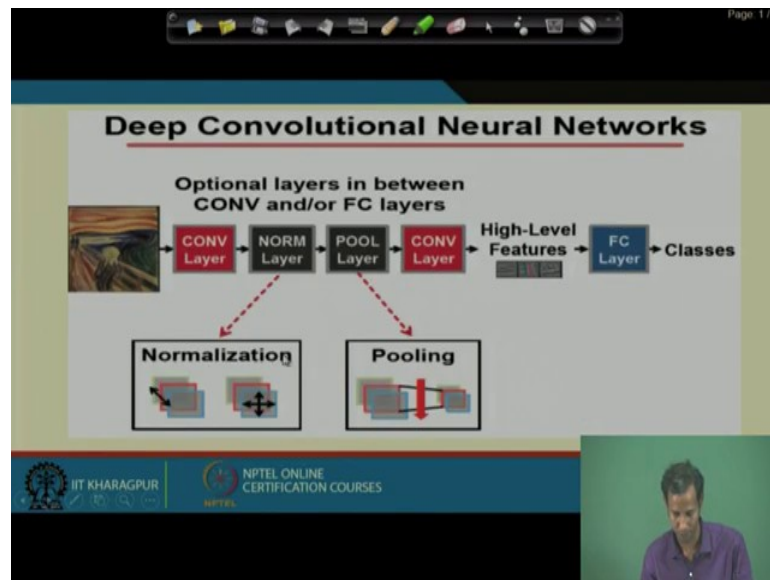 Page: 1/
Deep Convolutional Neural Networks
Optional layers in between
CONV and/or FC layers
CONV
Layer
NORM
Layer
POOL
Layer
CONV
Layer
High-Level
Features
FC
Layer
Classes
Normalization
Pooling
IIT KHARAGPUR
NPTEL
NPTEL ONLINE
CERTIFICATION COURSES